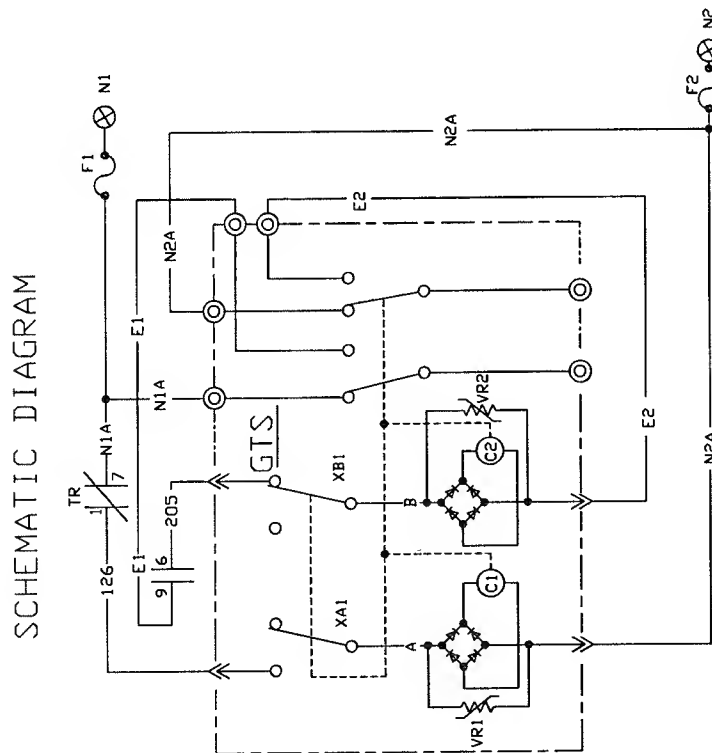 SCHEMATIC DIAGRAM
N1
F1
N2
F2
N1A
TR
1
7
126
E1
N2A
E1
9
6
205
N1A
N2A
E2
GTS
XB1
XA1
VR2
C2
B
C1
A
VR1
E2
N2A